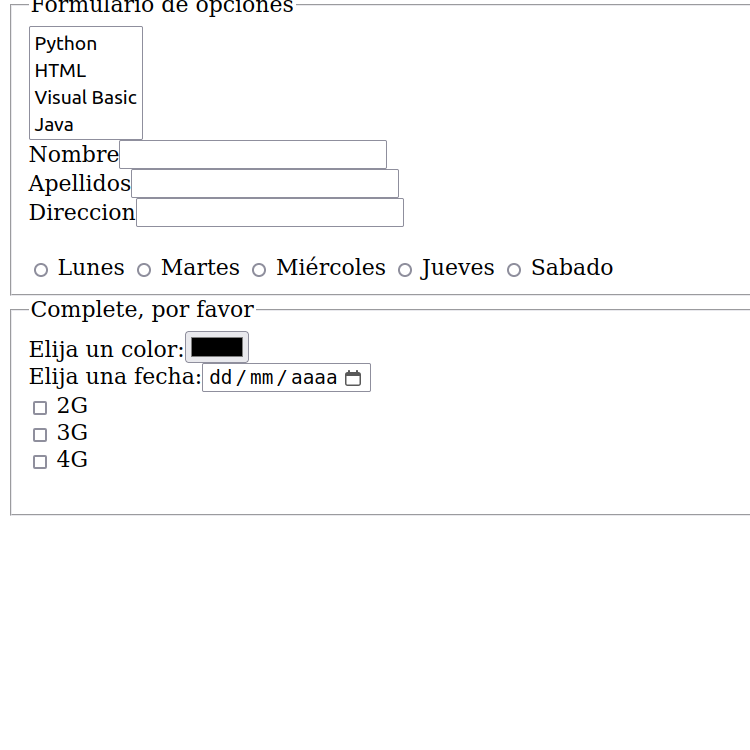 Formulario de opciones
Python
HTML
Visual Basic
Java
Nombre
Apellidos
Direccion
Lunes Martes Miércoles Jueves Sabado
Complete, por favor
Elija un color:
Elija una fecha: dd/mm/aaaa
2G
3G
4G